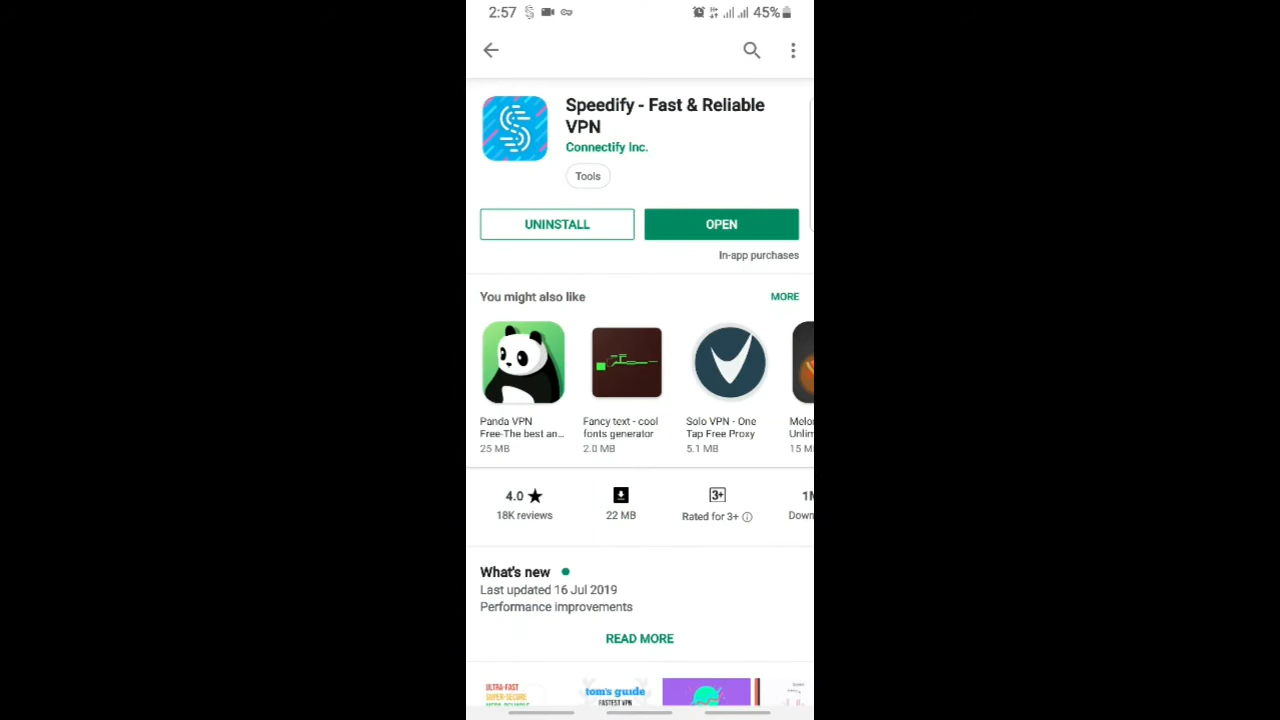 2:57 45%
Speedify - Fast & Reliable
VPN
Connectify Inc.
Tools
UNINSTALL OPEN
In-app purchases
You might also like MORE
Panda VPN
Free-The best an...
25 MB
Fancy text - cool
fonts generator
2.0 MB
Solo VPN - One
Tap Free Proxy
5.1 MB
Melo
Unlim
15 M
4.0
18K reviews
22 MB
3+
Rated for 3+
1M
Down
What's new
Last updated 16 Jul 2019
Performance improvements
READ MORE
ULTRA-FAST
SUPER-SECURE
tom's guide
FASTEST VPN